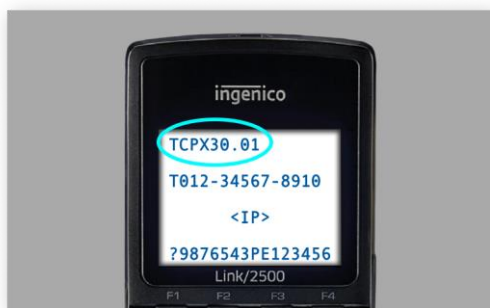 ingenico
TCPX30.01
T012-34567-8910
<IP>
?9876543PE123456
Link/2500
F1 F2 F3 F4